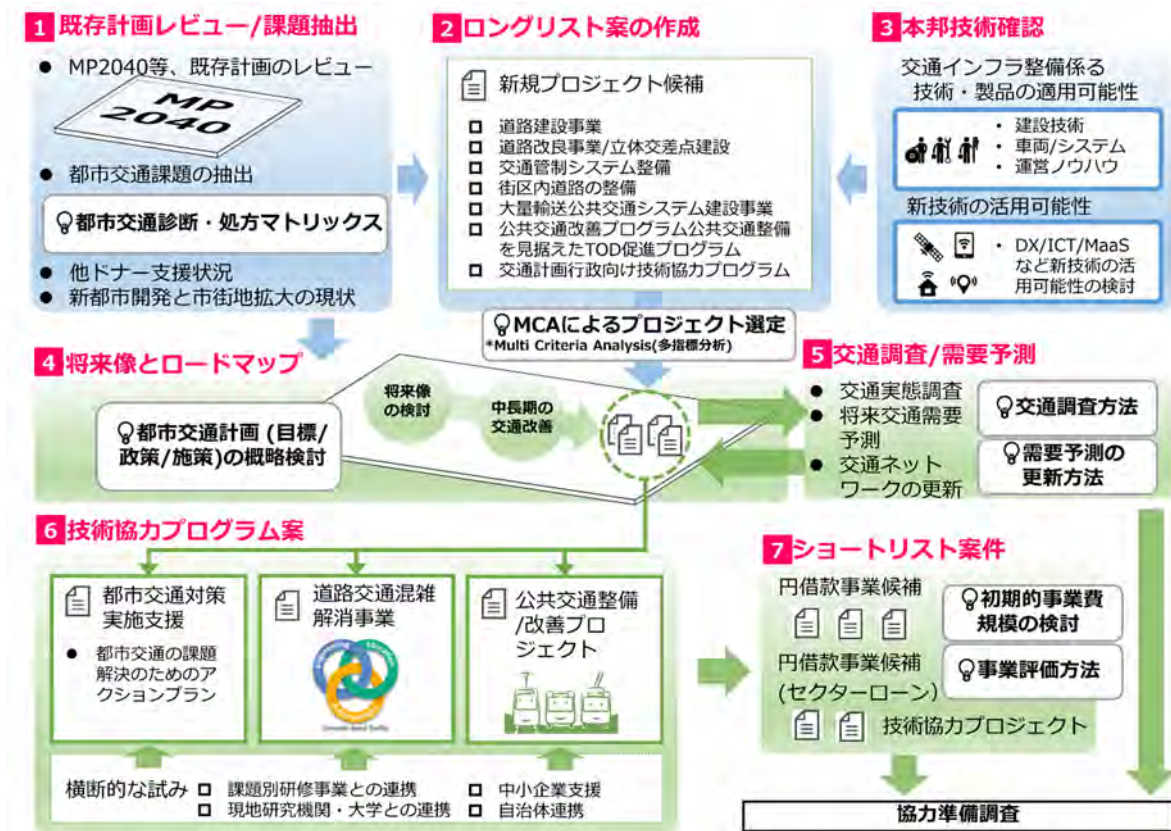 1 既存計画レビュー/課題抽出
● MP2040等、既存計画のレビュー
MP
2040
● 都市交通課題の抽出
都市交通診断・処方マトリックス
● 他ドナー支援状況
● 新都市開発と市街地拡大の現状
2 ロングリスト案の作成
新規プロジェクト候補
道路建設事業
道路改良事業/立体交差点建設
交通管制システム整備
街区内道路の整備
大量輸送公共交通システム建設事業
公共交通改善プログラム公共交通整備
を見据えたTOD促進プログラム
交通計画行政向け技術協力プログラム
MCAによるプロジェクト選定
*Multi Criteria Analysis(多指標分析)
3 本邦技術確認
交通インフラ整備係る
技術・製品の適用可能性
・ 建設技術
・ 車両/システム
・ 運営ノウハウ
新技術の活用可能性
・ DX/ICT/MaaS
など新技術の活
用可能性の検討
4 将来像とロードマップ
都市交通計画 (目標/
政策/施策)の概略検討
将来像
の検討
中長期の
交通改善
5 交通調査/需要予測
● 交通実態調査
● 将来交通需要
予測
● 交通ネット
ワークの更新
交通調査方法
需要予測の
更新方法
6 技術協力プログラム案
都市交通対策
実施支援
● 都市交通の課題
解決のためのア
クションプラン
道路交通混雑
解消事業
公共交通整備
/改善プロ
ジェクト
横断的な試み
課題別研修事業との連携
現地研究機関・大学との連携
中小企業支援
自治体連携
7 ショートリスト案件
円借款事業候補
円借款事業候補
(セクターローン)
技術協力プロジェクト
初期的事業費
規模の検討
事業評価方法
協力準備調査